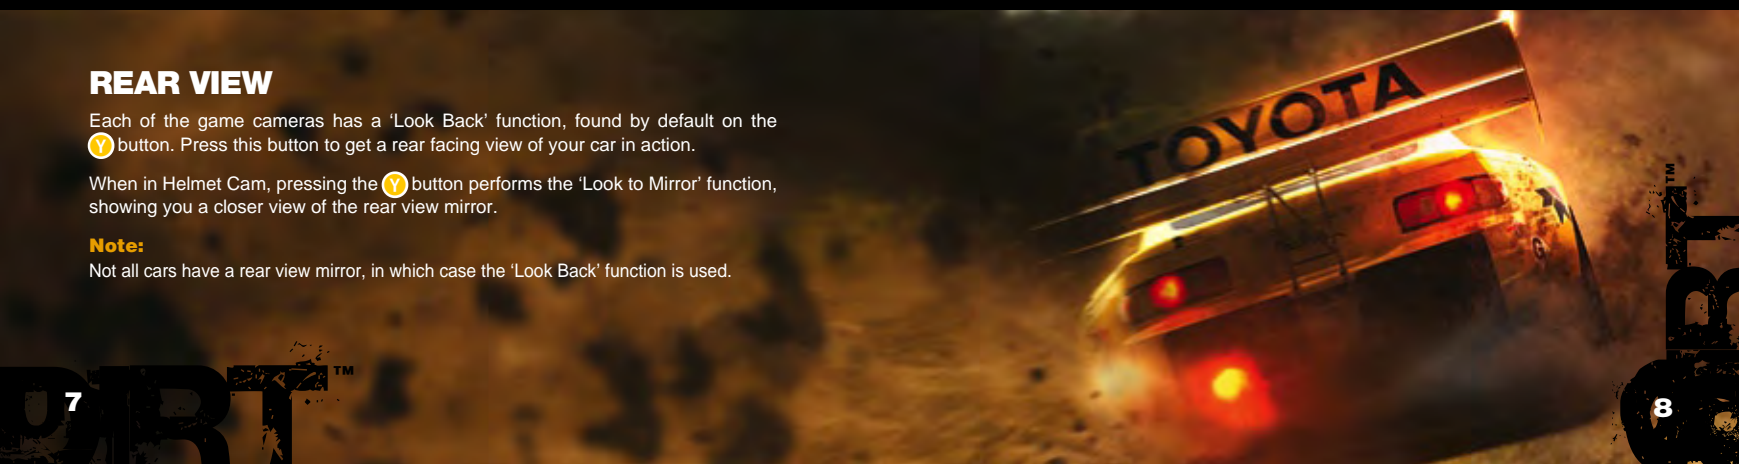 REAR VIEW
Each of the game cameras has a ‘Look Back’ function, found by default on the
Y button. Press this button to get a rear facing view of your car in action.
When in Helmet Cam, pressing the Y button performs the ‘Look to Mirror’ function,
showing you a closer view of the rear view mirror.
Note:
Not all cars have a rear view mirror, in which case the ‘Look Back’ function is used.
DIRT™
7
TOYOTA
DIRT™
8